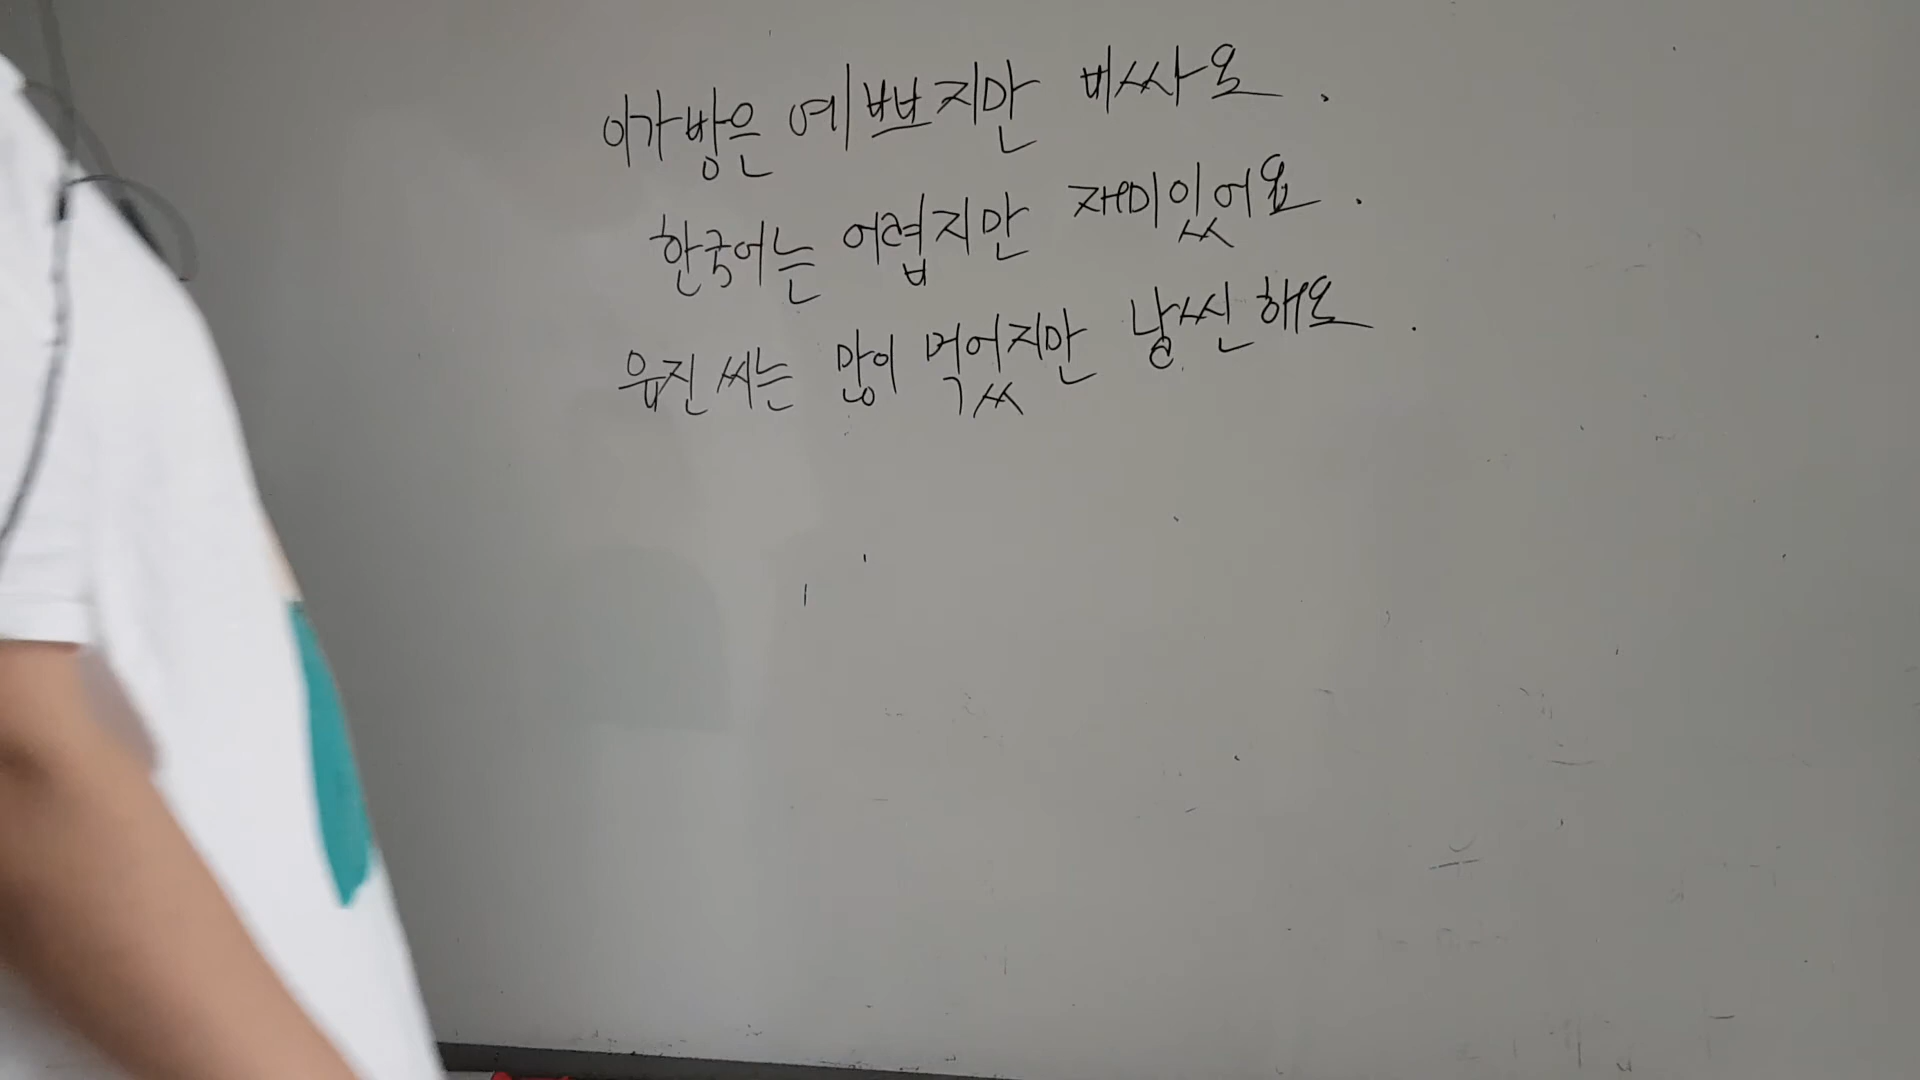 이가방은 예쁘지만 비싸요.
한국어는 어렵지만 재미있어요.
유진 씨는 많이 먹었지만 날씬해요.